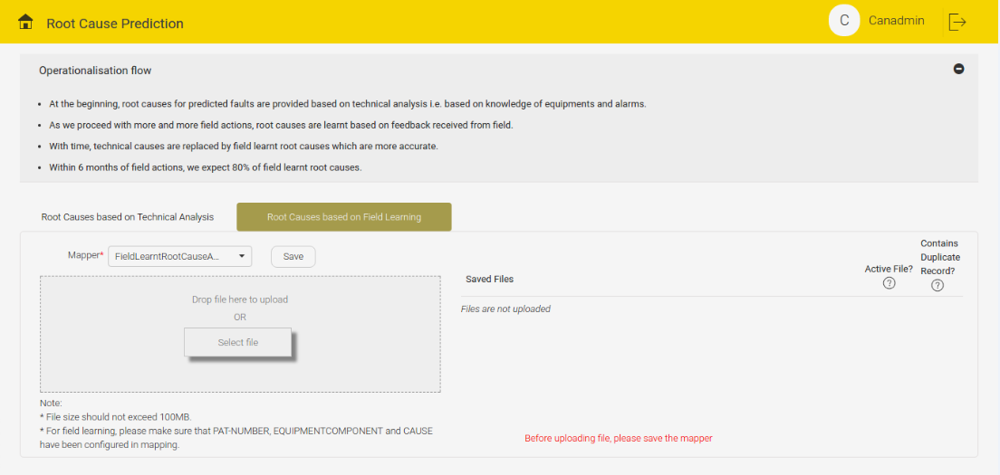 Root Cause Prediction
C
Canadmin
Operationalisation flow
• At the beginning, root causes for predicted faults are provided based on technical analysis i.e. based on knowledge of equipments and alarms.
• As we proceed with more and more field actions, root causes are learnt based on feedback received from field.
• With time, technical causes are replaced by field learnt root causes which are more accurate.
• Within 6 months of field actions, we expect 80% of field learnt root causes.
Root Causes based on Technical Analysis
Root Causes based on Field Learning
Mapper*
FieldLearntRootCauseA...
Save
Drop file here to upload
OR
Select file
Note:
* File size should not exceed 100MB.
* For field learning, please make sure that PAT-NUMBER, EQUIPMENTCOMPONENT and CAUSE
have been configured in mapping.
Saved Files
Active File?
?
Contains
Duplicate
Record?
?
Files are not uploaded
Before uploading file, please save the mapper